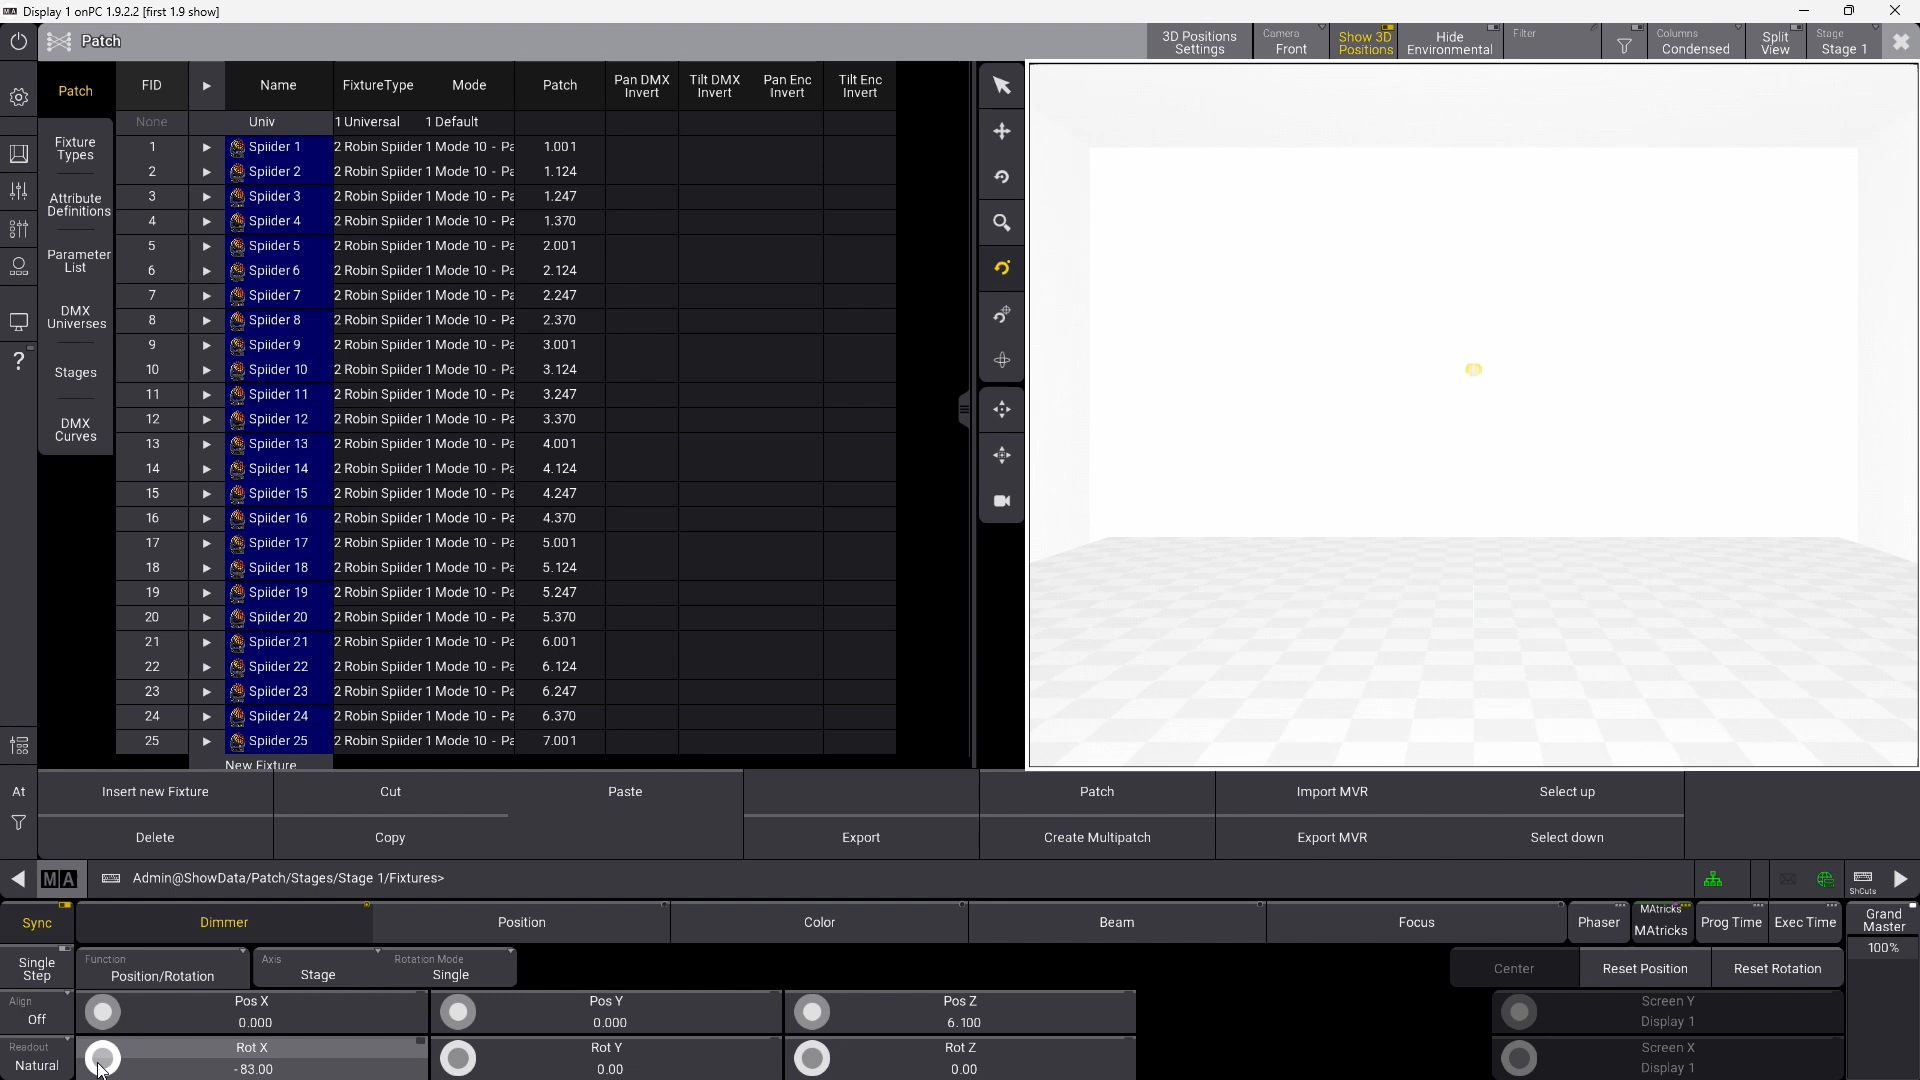 MA Display 1 onPC 1.9.2.2 [first 1.9 show]
Patch
3D Positions Settings
Camera
Front
Show 3D Positions
Hide Environmental
Filter
Columns
Condensed
Split View
Stage
Stage 1
Patch
Fixture Types
Attribute Definitions
Parameter List
DMX Universes
Stages
DMX Curves
FID Name FixtureType Mode Patch Pan DMX Invert Tilt DMX Invert Pan Enc Invert Tilt Enc Invert
None Univ 1 Universal 1 Default
1 Spiider 1 2 Robin Spiider 1 Mode 10 - Pa 1.001
2 Spiider 2 2 Robin Spiider 1 Mode 10 - Pa 1.124
3 Spiider 3 2 Robin Spiider 1 Mode 10 - Pa 1.247
4 Spiider 4 2 Robin Spiider 1 Mode 10 - Pa 1.370
5 Spiider 5 2 Robin Spiider 1 Mode 10 - Pa 2.001
6 Spiider 6 2 Robin Spiider 1 Mode 10 - Pa 2.124
7 Spiider 7 2 Robin Spiider 1 Mode 10 - Pa 2.247
8 Spiider 8 2 Robin Spiider 1 Mode 10 - Pa 2.370
9 Spiider 9 2 Robin Spiider 1 Mode 10 - Pa 3.001
10 Spiider 10 2 Robin Spiider 1 Mode 10 - Pa 3.124
11 Spiider 11 2 Robin Spiider 1 Mode 10 - Pa 3.247
12 Spiider 12 2 Robin Spiider 1 Mode 10 - Pa 3.370
13 Spiider 13 2 Robin Spiider 1 Mode 10 - Pa 4.001
14 Spiider 14 2 Robin Spiider 1 Mode 10 - Pa 4.124
15 Spiider 15 2 Robin Spiider 1 Mode 10 - Pa 4.247
16 Spiider 16 2 Robin Spiider 1 Mode 10 - Pa 4.370
17 Spiider 17 2 Robin Spiider 1 Mode 10 - Pa 5.001
18 Spiider 18 2 Robin Spiider 1 Mode 10 - Pa 5.124
19 Spiider 19 2 Robin Spiider 1 Mode 10 - Pa 5.247
20 Spiider 20 2 Robin Spiider 1 Mode 10 - Pa 5.370
21 Spiider 21 2 Robin Spiider 1 Mode 10 - Pa 6.001
22 Spiider 22 2 Robin Spiider 1 Mode 10 - Pa 6.124
23 Spiider 23 2 Robin Spiider 1 Mode 10 - Pa 6.247
24 Spiider 24 2 Robin Spiider 1 Mode 10 - Pa 6.370
25 Spiider 25 2 Robin Spiider 1 Mode 10 - Pa 7.001
New Fixture
?
At
Insert new Fixture Cut Paste Patch Import MVR Select up
Delete Copy Export Create Multipatch Export MVR Select down
MA Admin@ShowData/Patch/Stages/Stage 1/Fixtures>
ShCuts
Sync Dimmer Position Color Beam Focus Phaser MAtricks MAtricks Prog Time Exec Time
Grand Master
100%
Single Step
Function
Position/Rotation
Axis
Stage
Rotation Mode
Single
Center Reset Position Reset Rotation
Align
Off
Pos X
0.000
Pos Y
0.000
Pos Z
6.100
Screen Y
Display 1
Readout
Natural
Rot X
-83.00
Rot Y
0.00
Rot Z
0.00
Screen X
Display 1